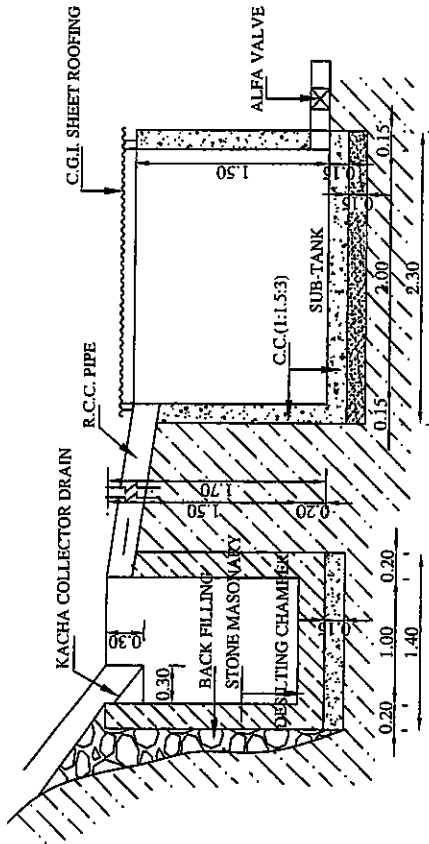 KACHA COLLECTOR DRAIN
R.C.C. PIPE
C.G.I. SHEET ROOFING
ALFA VALVE
0.30
0.30
BACK FILLING
STONE MASONARY
DESILTING CHAMBER
0.15
1.50
1.70
0.20
C.C.(1:1.5:3)
SUB-TANK
1.50
0.15
0.15
0.20
1.00
0.20
1.40
0.15
2.00
0.15
2.30